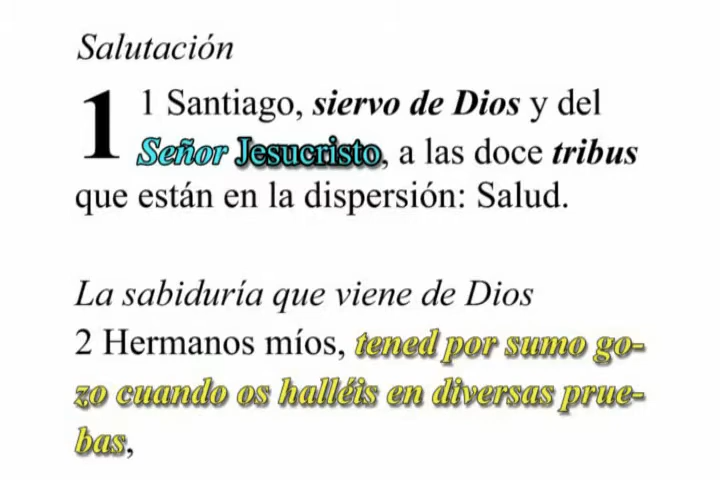 Salutación
1 1 Santiago, siervo de Dios y del
Señor Jesucristo, a las doce tribus
que están en la dispersión: Salud.
La sabiduría que viene de Dios
2 Hermanos míos, tened por sumo go-
zo cuando os halléis en diversas prue-
bas,